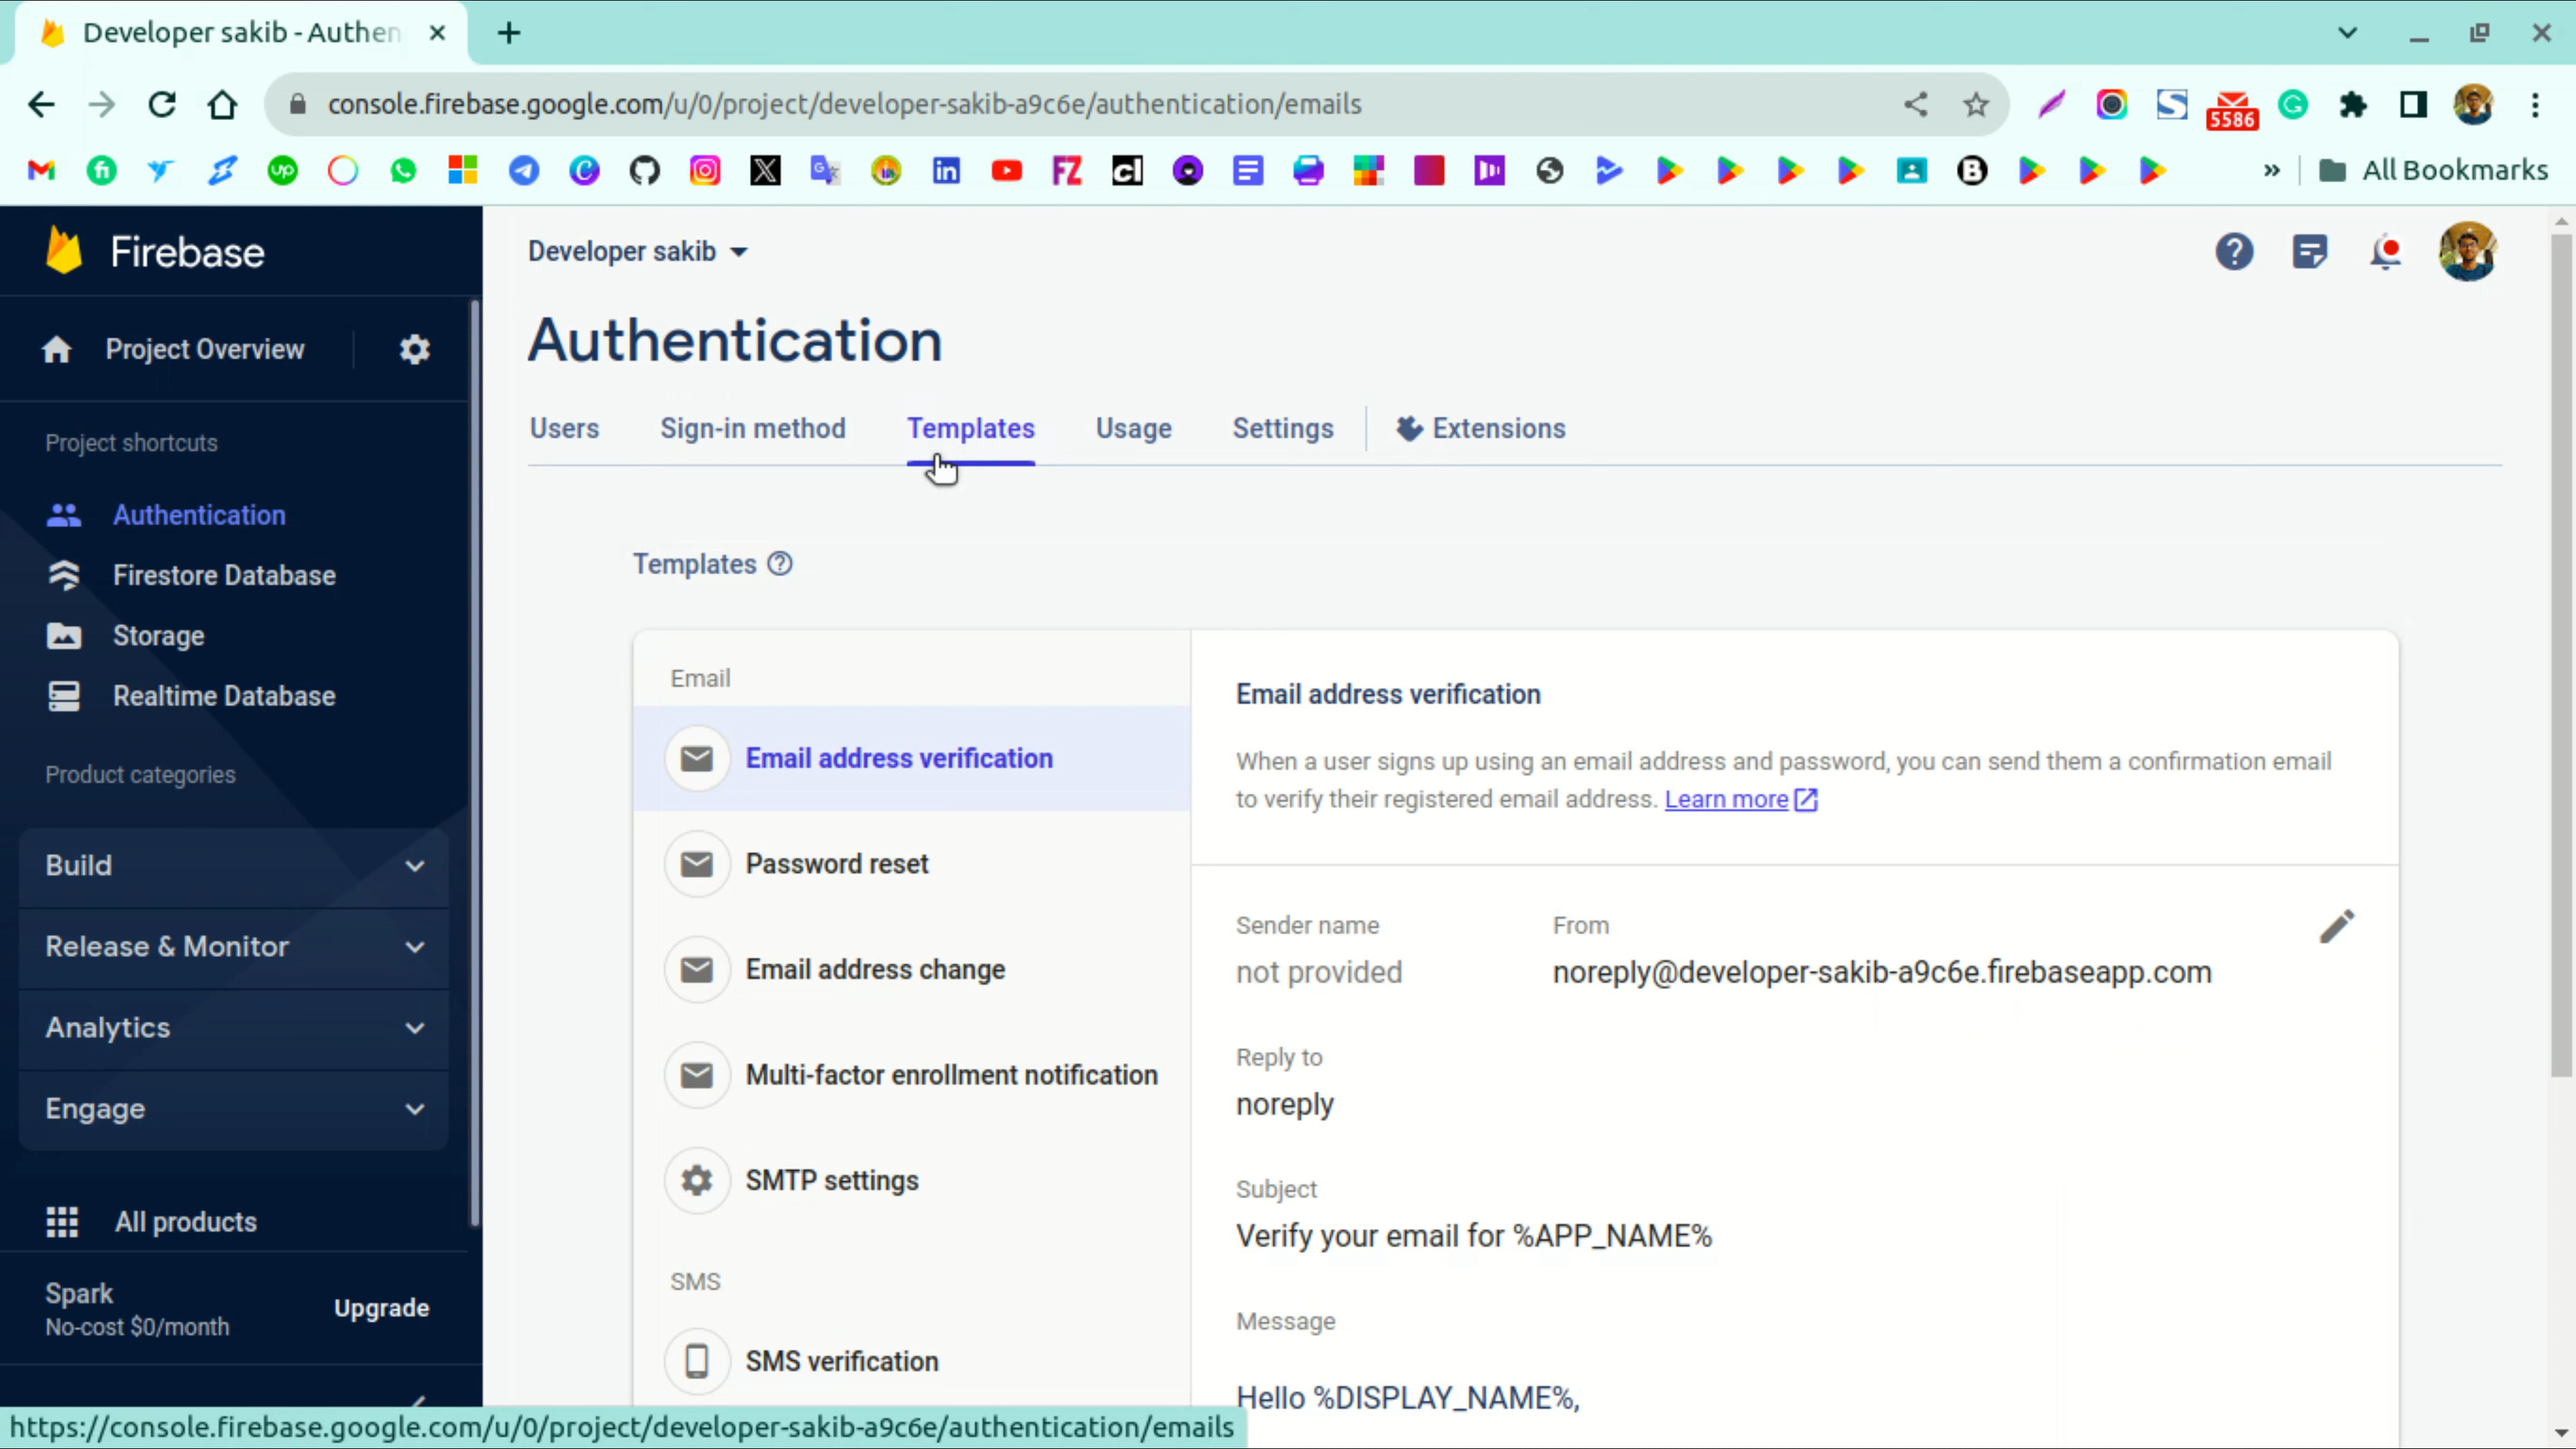 Developer sakib - Authen
console.firebase.google.com/u/0/project/developer-sakib-a9c6e/authentication/emails
5586
All Bookmarks
Firebase
Project Overview
Project shortcuts
Authentication
Firestore Database
Storage
Realtime Database
Product categories
Build
Release & Monitor
Analytics
Engage
All products
Spark
No-cost $0/month
Upgrade
Developer sakib
Authentication
Users Sign-in method Templates Usage Settings Extensions
Templates
Email
Email address verification
Password reset
Email address change
Multi-factor enrollment notification
SMTP settings
SMS
SMS verification
Email address verification
When a user signs up using an email address and password, you can send them a confirmation email
to verify their registered email address. Learn more
Sender name
not provided
From
noreply@developer-sakib-a9c6e.firebaseapp.com
Reply to
noreply
Subject
Verify your email for %APP_NAME%
Message
Hello %DISPLAY_NAME%,
https://console.firebase.google.com/u/0/project/developer-sakib-a9c6e/authentication/emails